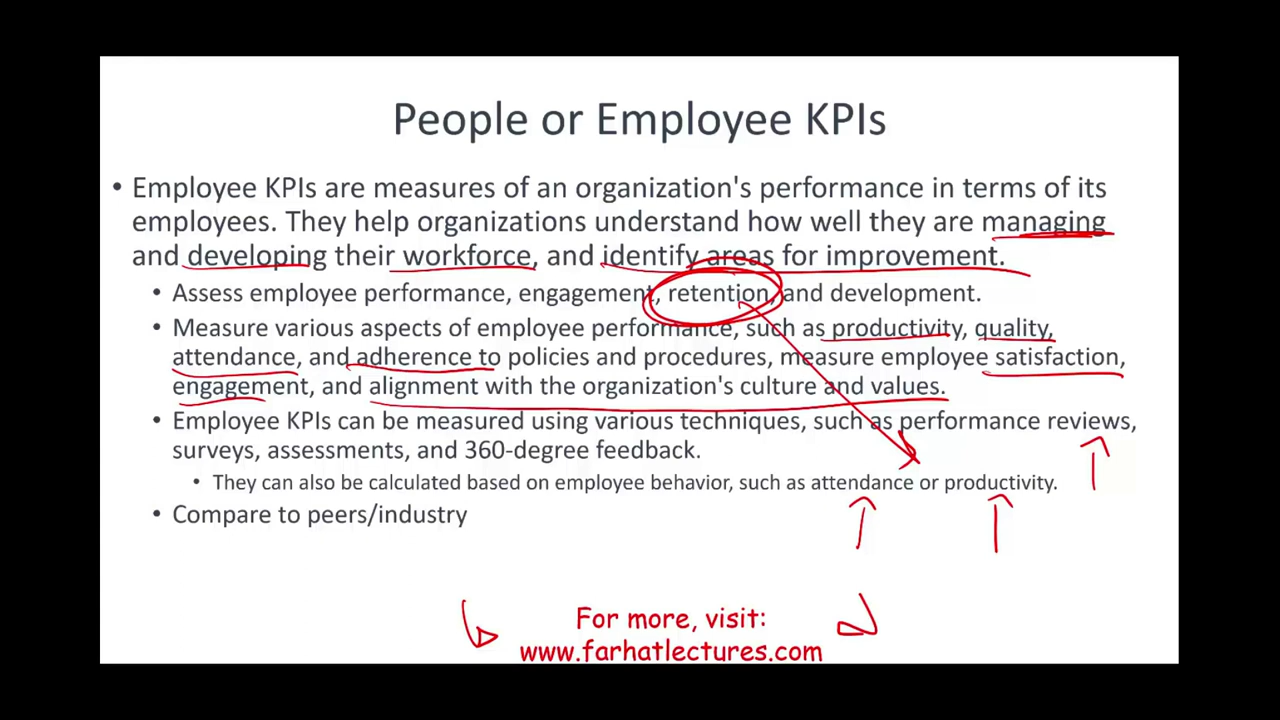 People or Employee KPIs
• Employee KPIs are measures of an organization's performance in terms of its
employees. They help organizations understand how well they are managing
and developing their workforce, and identify areas for improvement.
• Assess employee performance, engagement, retention, and development.
• Measure various aspects of employee performance, such as productivity, quality,
attendance, and adherence to policies and procedures, measure employee satisfaction,
engagement, and alignment with the organization's culture and values.
• Employee KPIs can be measured using various techniques, such as performance reviews,
surveys, assessments, and 360-degree feedback.
• They can also be calculated based on employee behavior, such as attendance or productivity.
• Compare to peers/industry
For more, visit:
www.farhatlectures.com